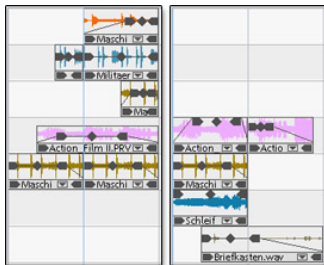 Maschi
Militaer
Ma
Action_Film II.PRV
Action
Actio
Maschi
Maschi
Maschi
Schleif
Briefkasten.wav